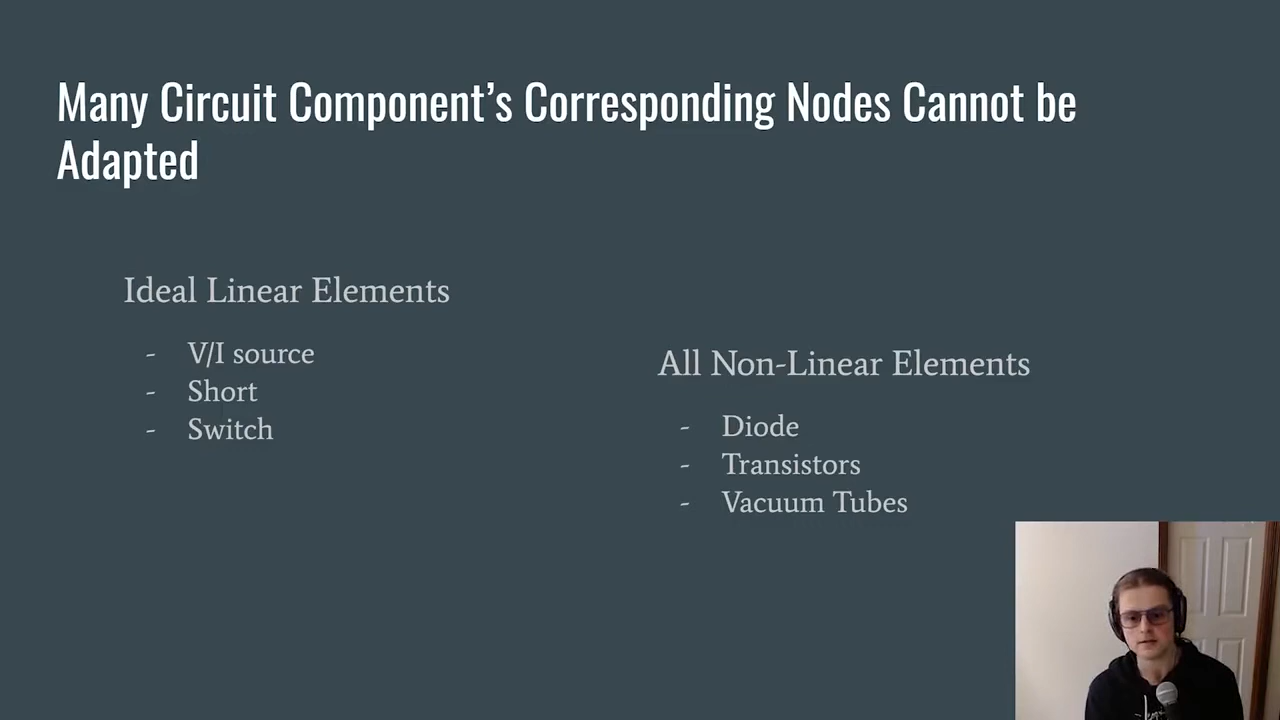 Many Circuit Component’s Corresponding Nodes Cannot be
Adapted
Ideal Linear Elements
- V/I source
- Short
- Switch
All Non-Linear Elements
- Diode
- Transistors
- Vacuum Tubes